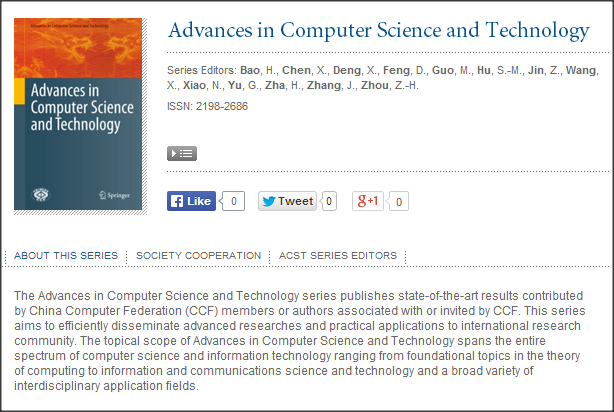 Advances in Computer Science and Technology
Series Editors: Bao, H., Chen, X., Deng, X., Feng, D., Guo, M., Hu, S.-M., Jin, Z., Wang,
X., Xiao, N., Yu, G., Zha, H., Zhang, J., Zhou, Z.-H.
ISSN: 2198-2686
Advances in Computer Science and Technology
Advances in
Computer Science
and Technology
Springer
Like 0 Tweet 0 g+1 0
ABOUT THIS SERIES SOCIETY COOPERATION ACST SERIES EDITORS
The Advances in Computer Science and Technology series publishes state-of-the-art results contributed
by China Computer Federation (CCF) members or authors associated with or invited by CCF. This series
aims to efficiently disseminate advanced researches and practical applications to international research
community. The topical scope of Advances in Computer Science and Technology spans the entire
spectrum of computer science and information technology ranging from foundational topics in the theory
of computing to information and communications science and technology and a broad variety of
interdisciplinary application fields.